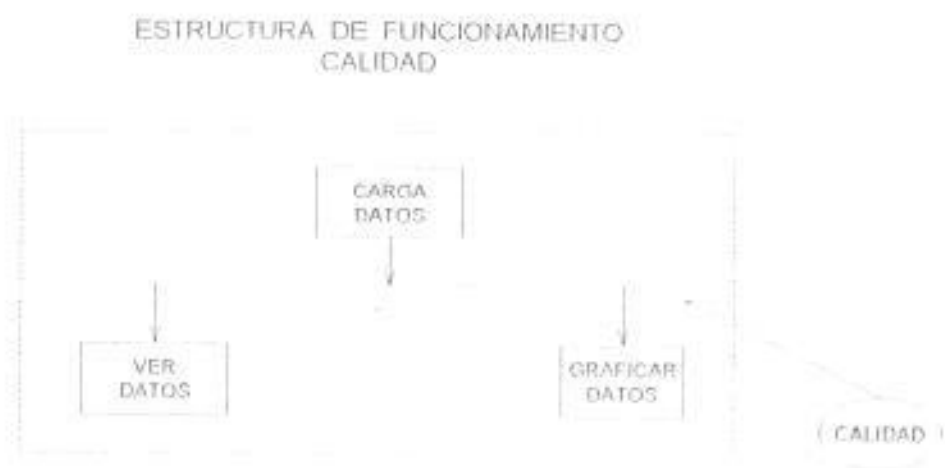 ESTRUCTURA DE FUNCIONAMIENTO
CALIDAD
CARGA
DATOS
VER
DATOS
GRAFICAR
DATOS
( CALIDAD )